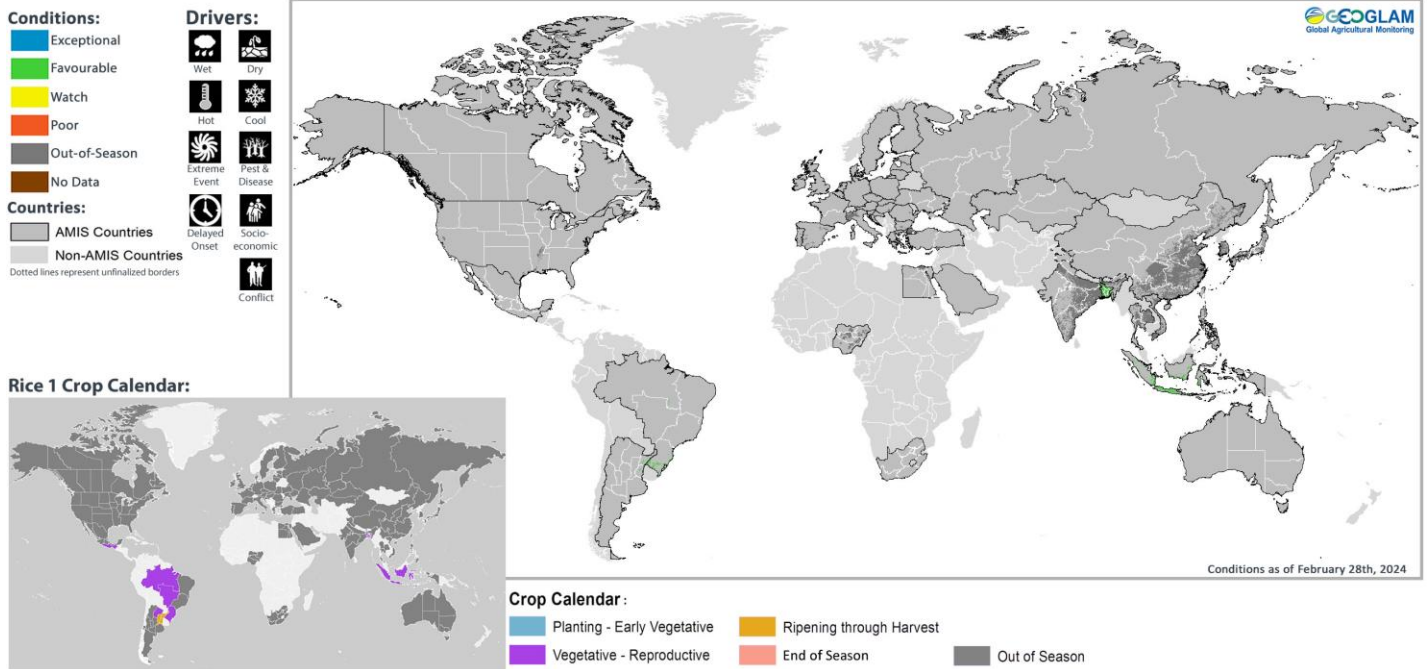 Conditions:
Exceptional
Favourable
Watch
Poor
Out-of-Season
No Data
Countries:
AMIS Countries
Non-AMIS Countries
Dotted lines represent unfinalized borders
Drivers:
Wet
Dry
Hot
Cool
Extreme
Event
Pest &
Disease
Delayed
Onset
Socio-
economic
Conflict
GEOGLAM
Global Agricultural Monitoring
Conditions as of February 28th, 2024
Rice 1 Crop Calendar:
Crop Calendar :
Planting - Early Vegetative
Ripening through Harvest
Vegetative - Reproductive
End of Season
Out of Season